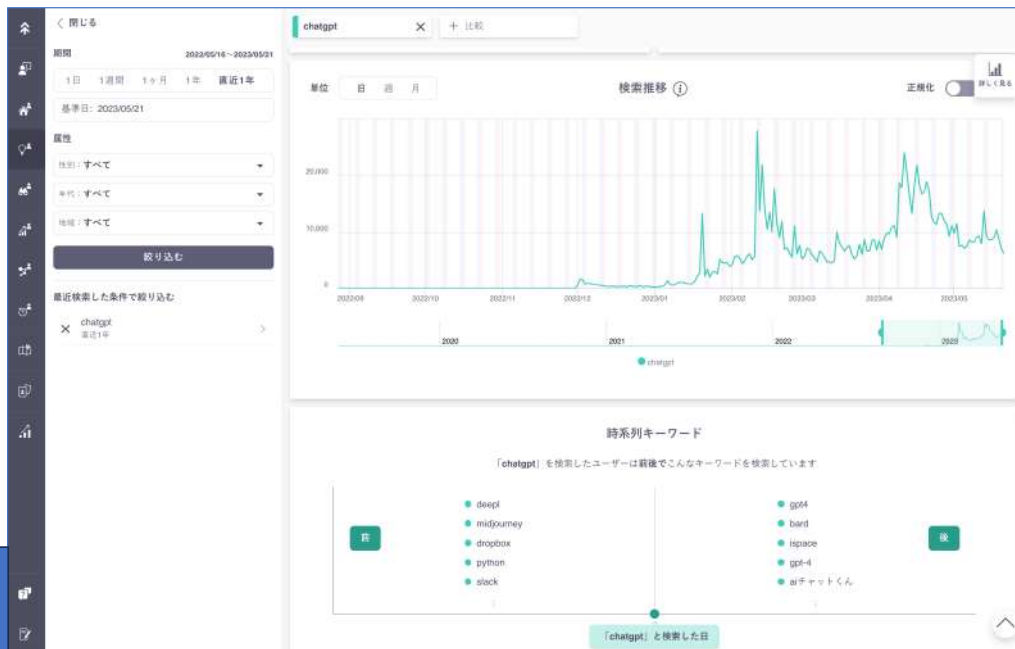 閉じる
期間
2022/05/16~2023/05/21
1日 1週間 1ヶ月 1年 直近1年
基準日: 2023/05/21
属性
性別:すべて
年代:すべて
地域:すべて
絞り込む
最近検索した条件で絞り込む
chatgpt
直近1年
chatgpt
+ 比較
単位 日 週 月
検索推移
正規化
詳しく見る
20,000
10,000
0
2022/09 2022/10 2022/11 2022/12 2023/01 2023/02 2023/03 2023/04 2023/05
2020 2021 2022 2023
chatgpt
時系列キーワード
「chatgpt」を検索したユーザーは前後でこんなキーワードを検索しています
前
deepl
midjourney
dropbox
python
slack
gpt4
bard
ispace
gpt-4
aiチャットくん
後
「chatgpt」と検索した日